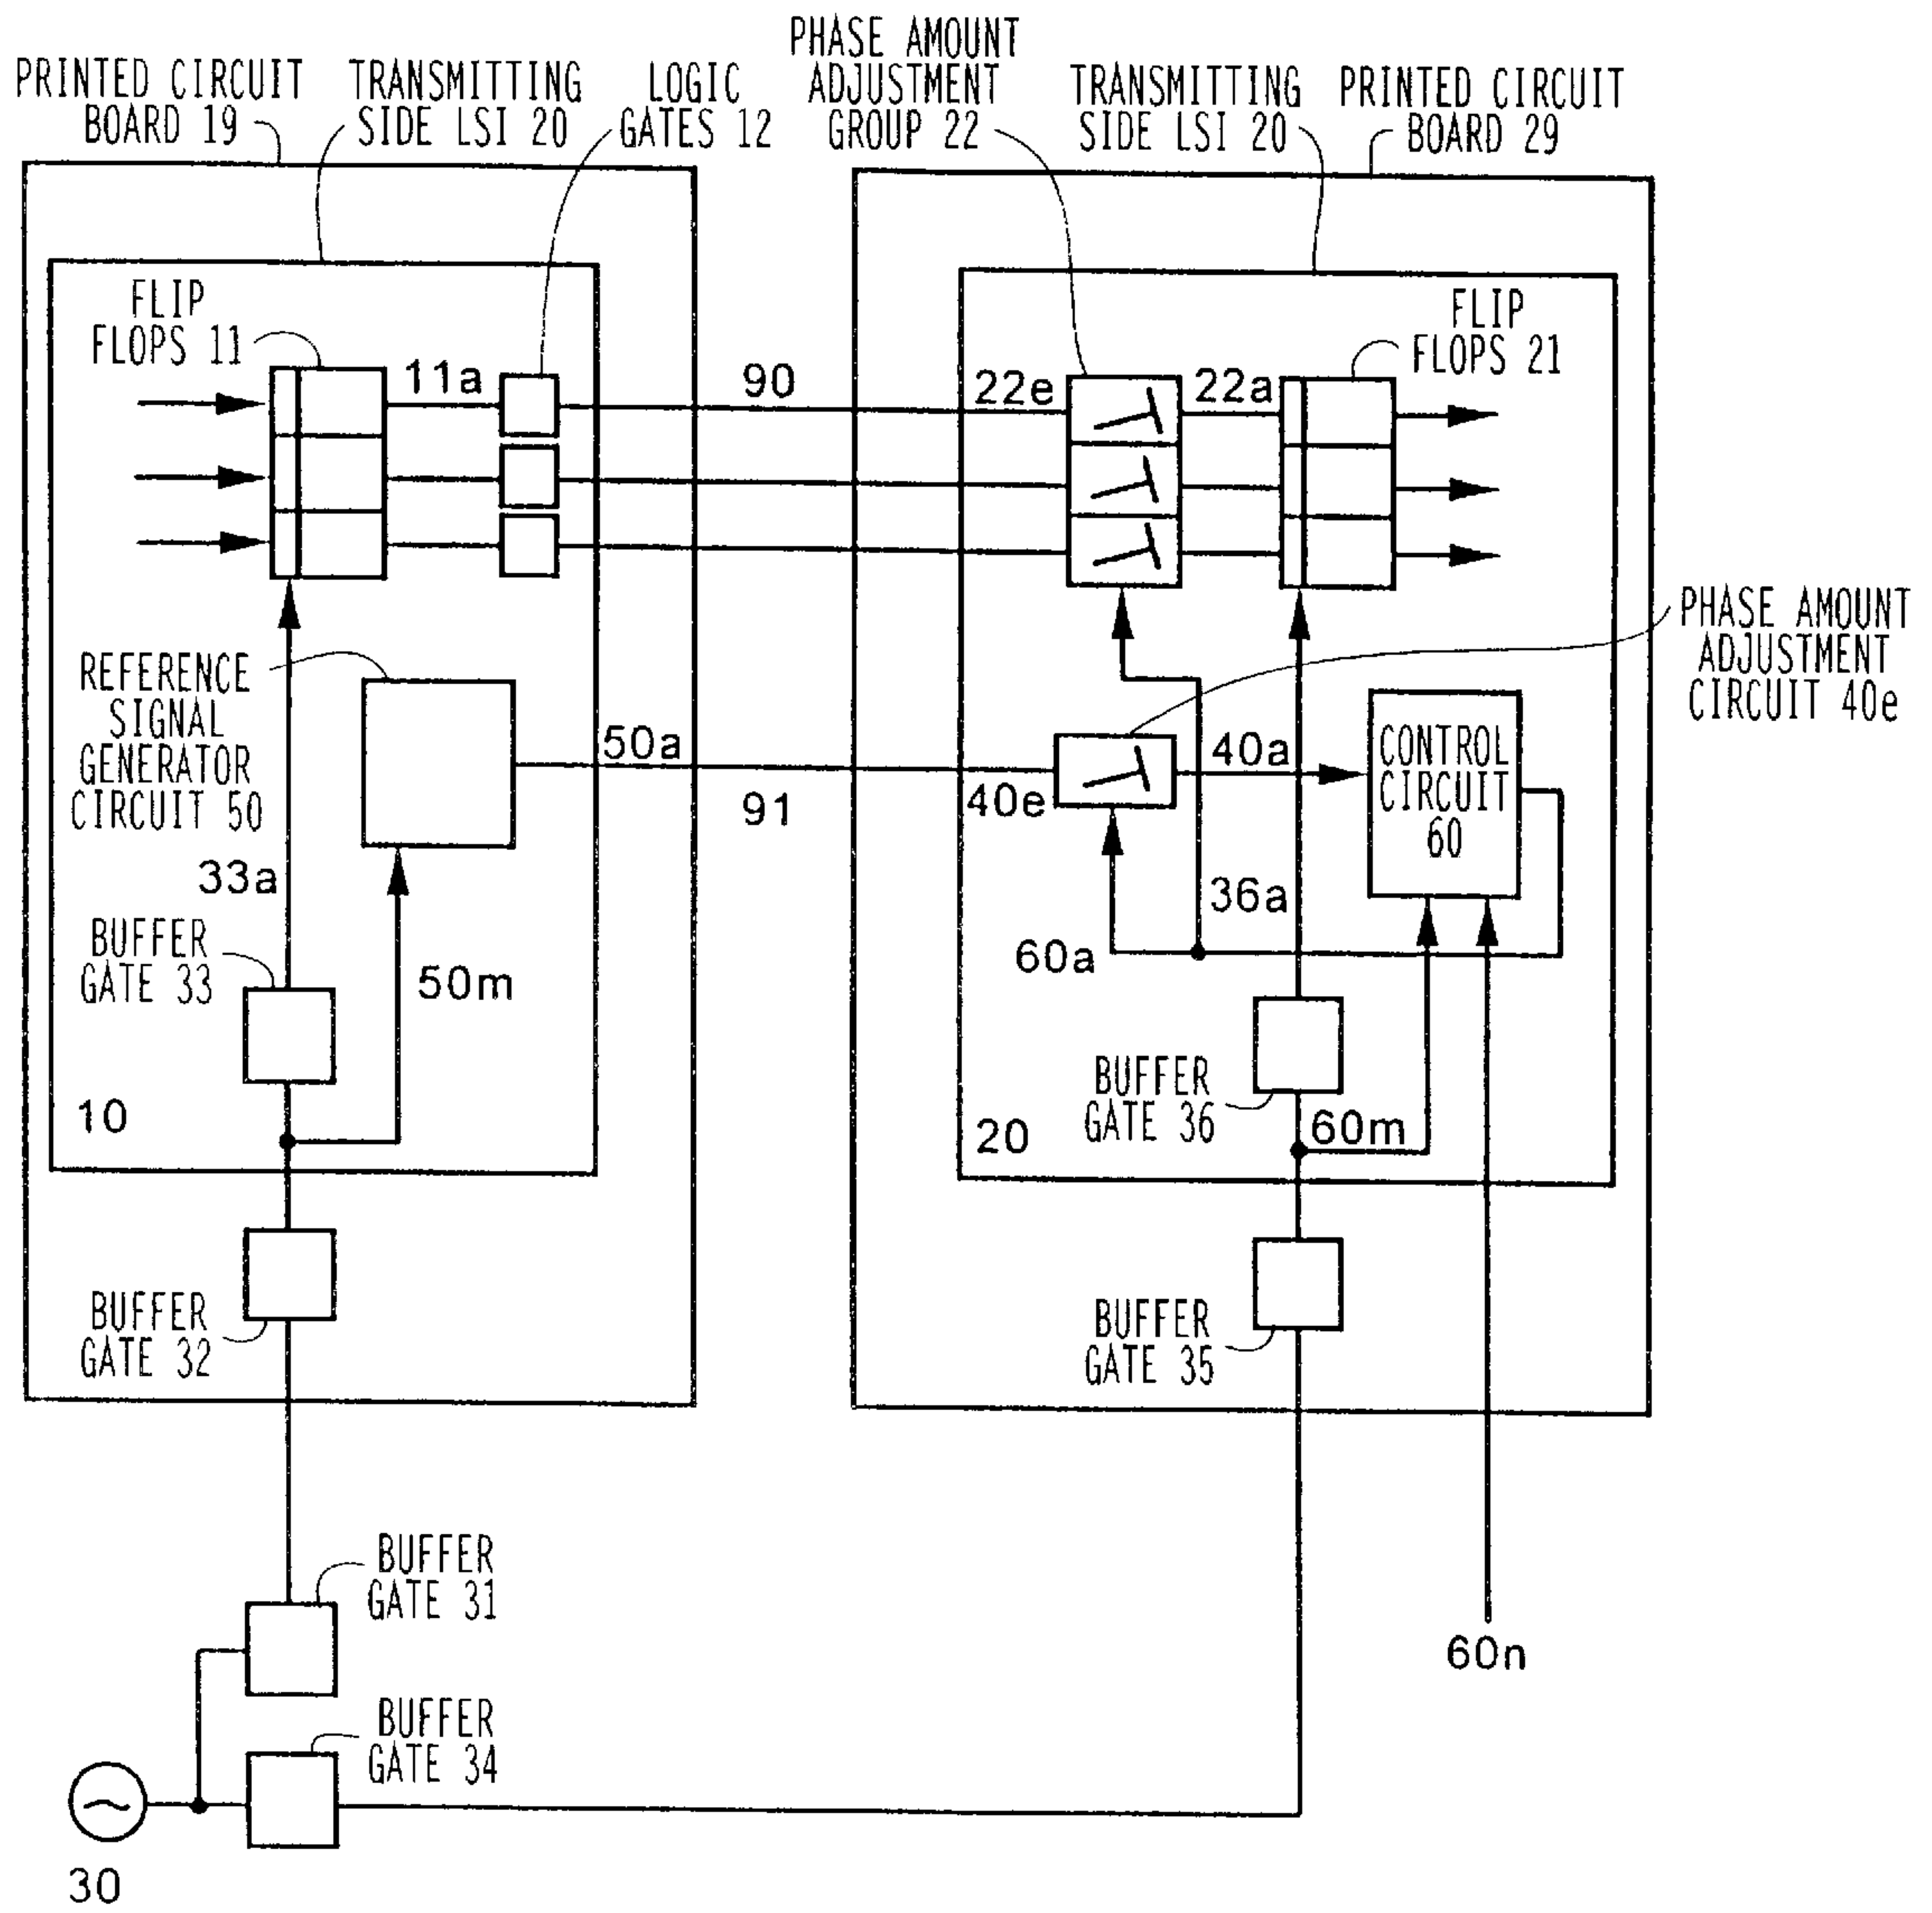 PHASE AMOUNT
ADJUSTMENT
GROUP 22
PRINTED CIRCUIT
BOARD 19
TRANSMITTING
SIDE LSI 20
LOGIC
GATES 12
TRANSMITTING
SIDE LSI 20
PRINTED CIRCUIT
BOARD 29
FLIP
FLOPS 11
11a
90
22e
22a
FLIP
FLOPS 21
PHASE AMOUNT
ADJUSTMENT
CIRCUIT 40e
REFERENCE
SIGNAL
GENERATOR
CIRCUIT 50
50a
91
40e
40a
CONTROL
CIRCUIT
60
33a
36a
60a
BUFFER
GATE 33
50m
10
BUFFER
GATE 36
60m
20
BUFFER
GATE 32
BUFFER
GATE 35
BUFFER
GATE 31
60n
BUFFER
GATE 34
30